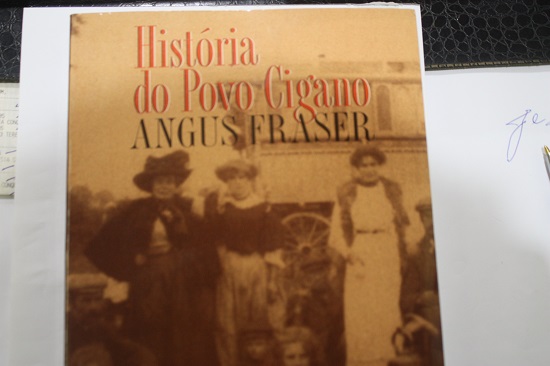 História
do Povo Cigano
ANGUS FRASER